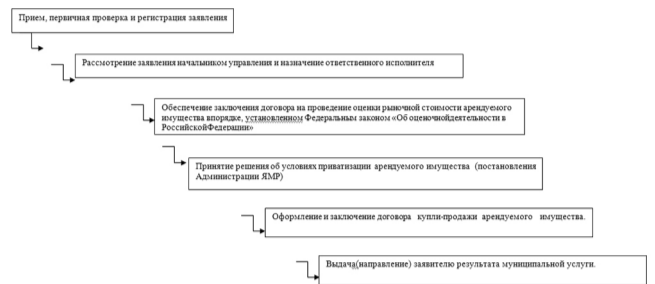 Прием, первичная проверка и регистрация заявления
Рассмотрение заявления начальником управления и назначение ответственного исполнителя
Обеспечение заключения договора на проведение оценки рыночной стоимости арендуемого
имущества впорядке, установленном Федеральным законом «Об оценочнойдеятельности в
РоссийскойФедерации»
Принятие решения об условиях приватизации арендуемого имущества (постановления
Администрации ЯМР)
Оформление и заключение договора купли-продажи арендуемого имущества.
Выдача(направление) заявителю результата муниципальной услуги.